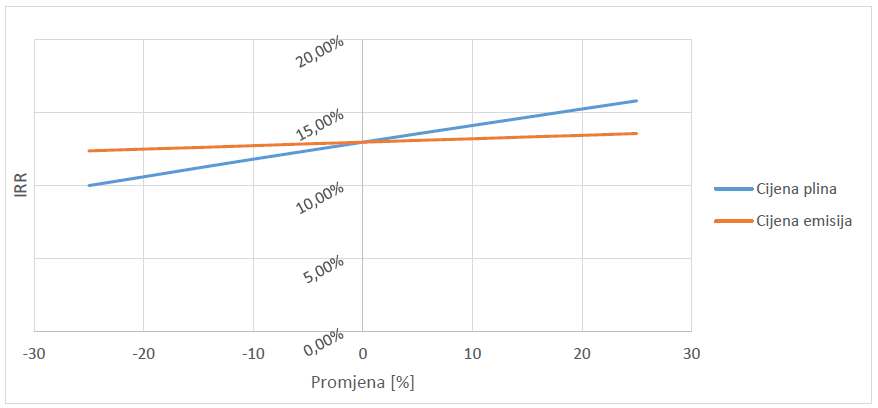 20,00%
15,00%
10,00%
5,00%
0,00%
IRR
-30 -20 -10 0 10 20 30
Promjena [%]
Cijena plina
Cijena emisija